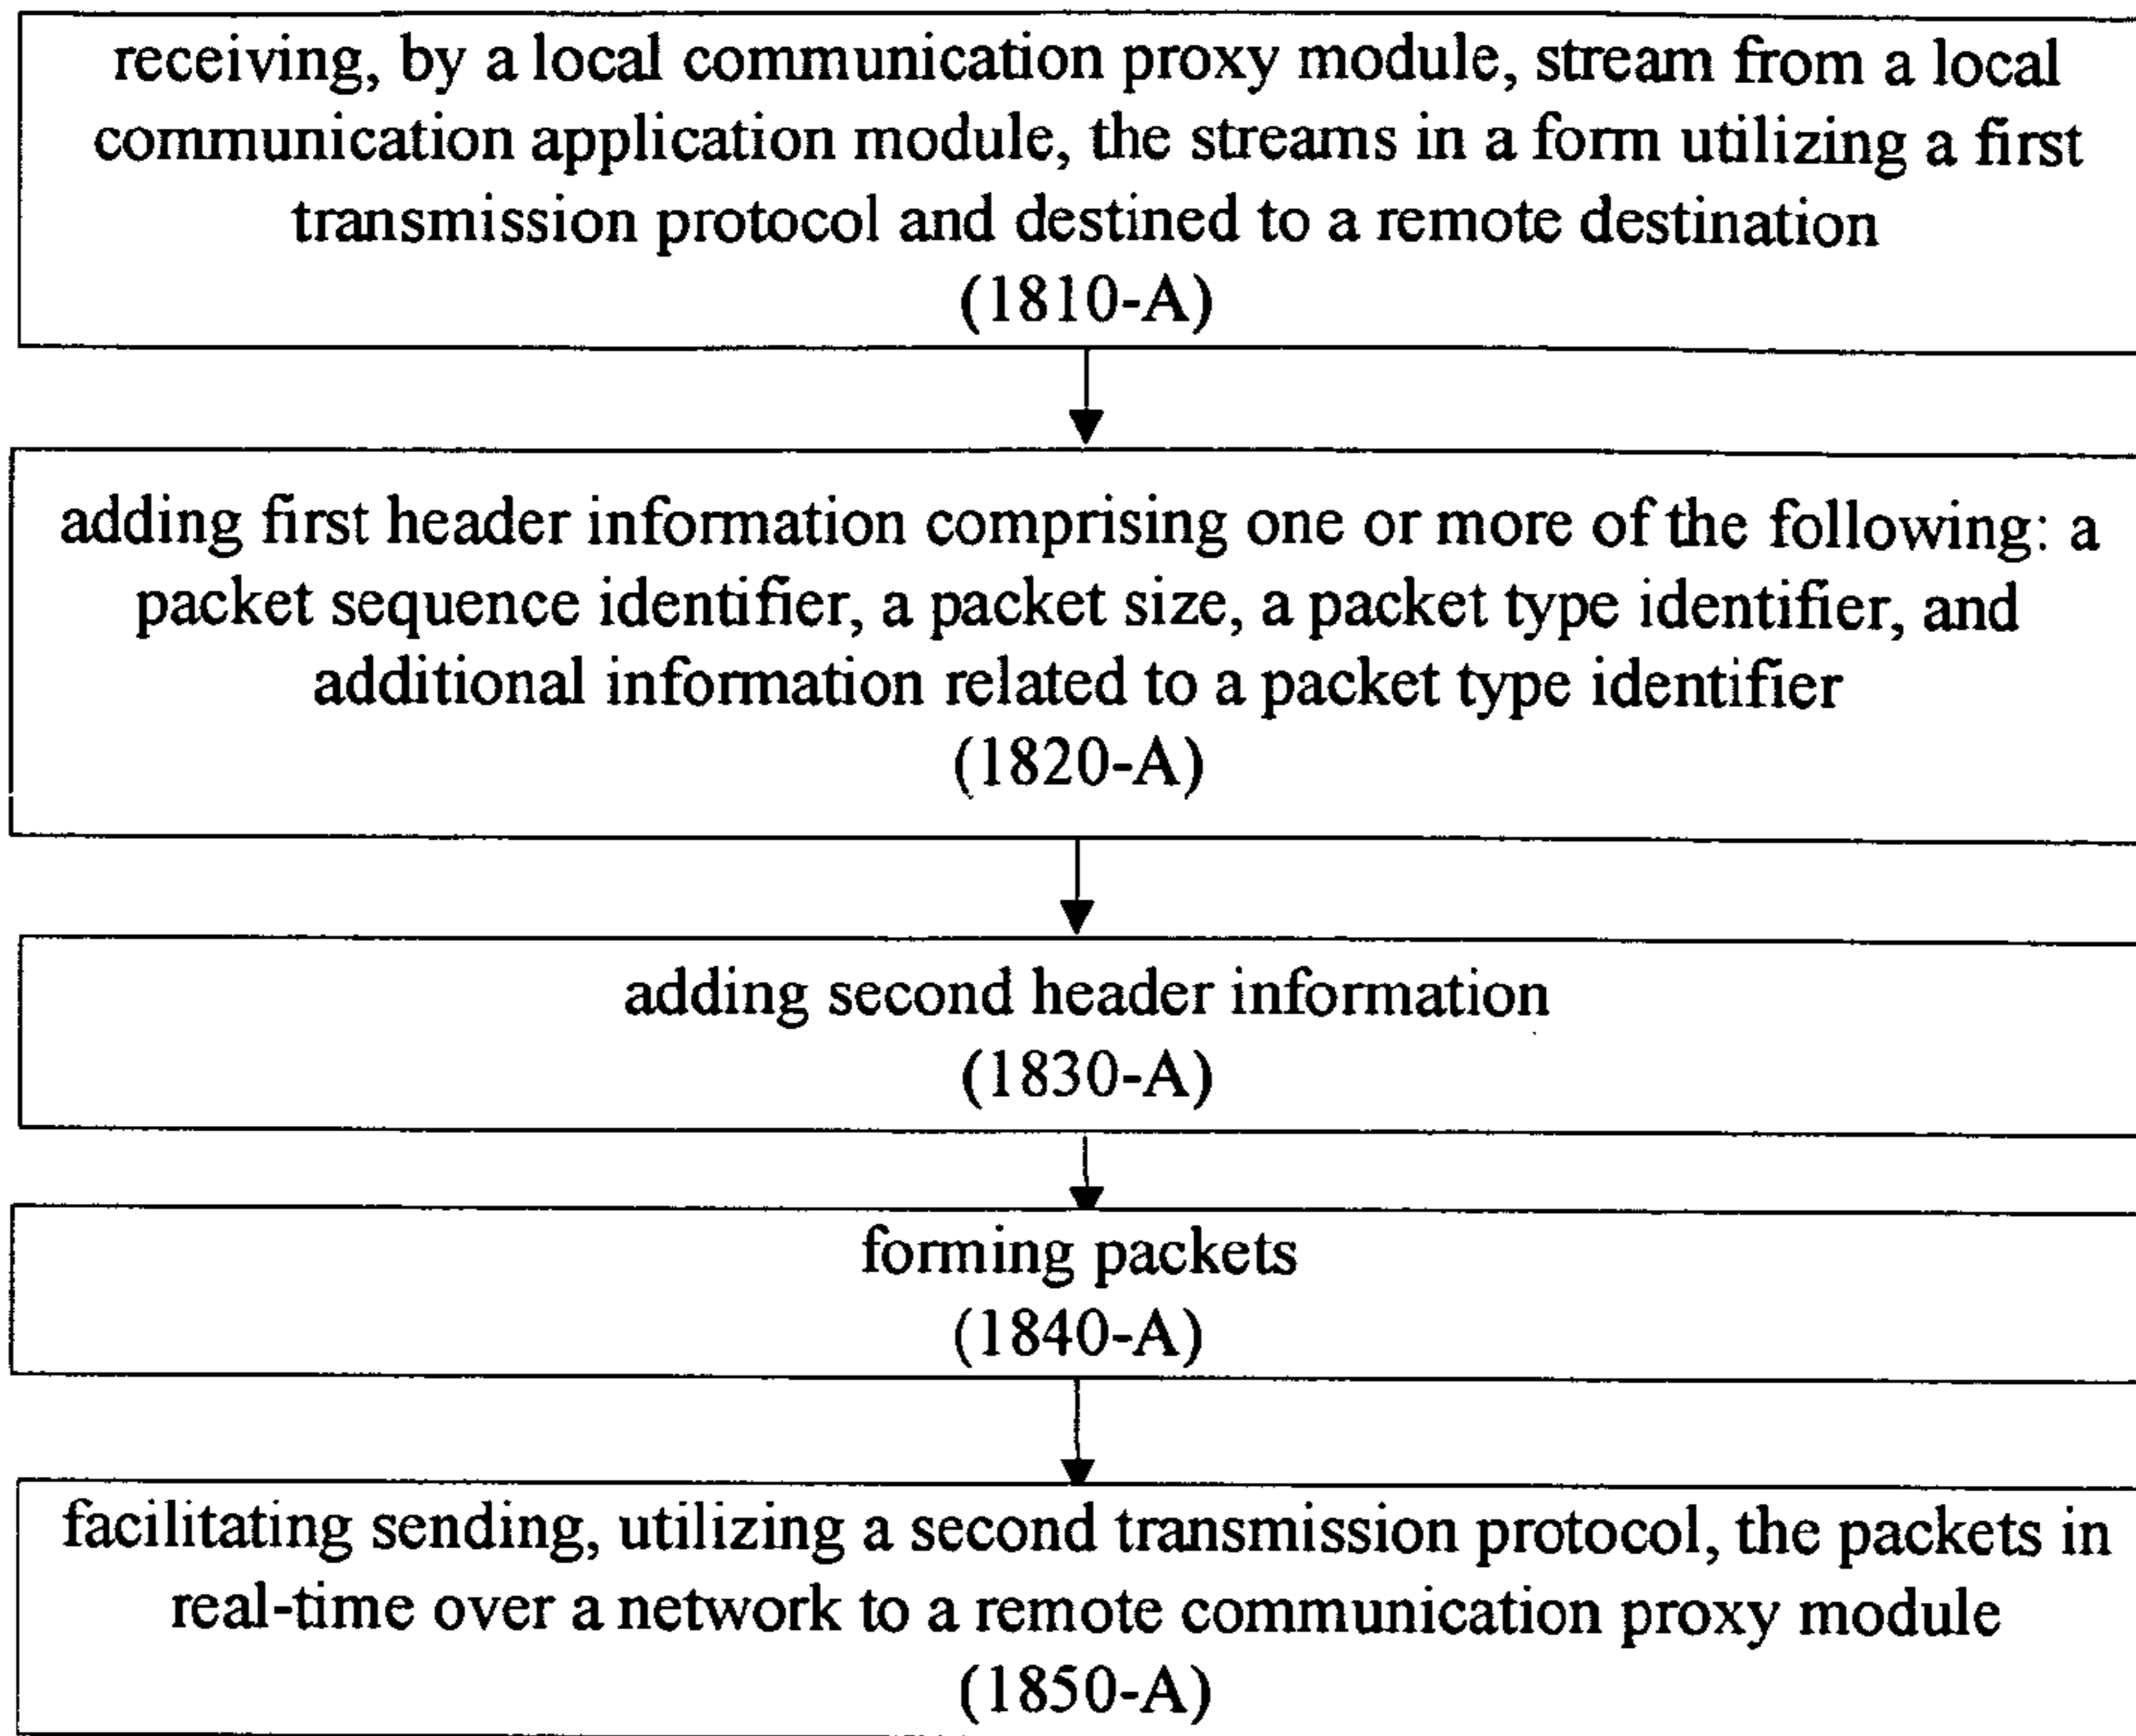 receiving, by a local communication proxy module, stream from a local
communication application module, the streams in a form utilizing a first
transmission protocol and destined to a remote destination
(1810-A)
adding first header information comprising one or more of the following: a
packet sequence identifier, a packet size, a packet type identifier, and
additional information related to a packet type identifier
(1820-A)
adding second header information
(1830-A)
forming packets
(1840-A)
facilitating sending, utilizing a second transmission protocol, the packets in
real-time over a network to a remote communication proxy module
(1850-A)